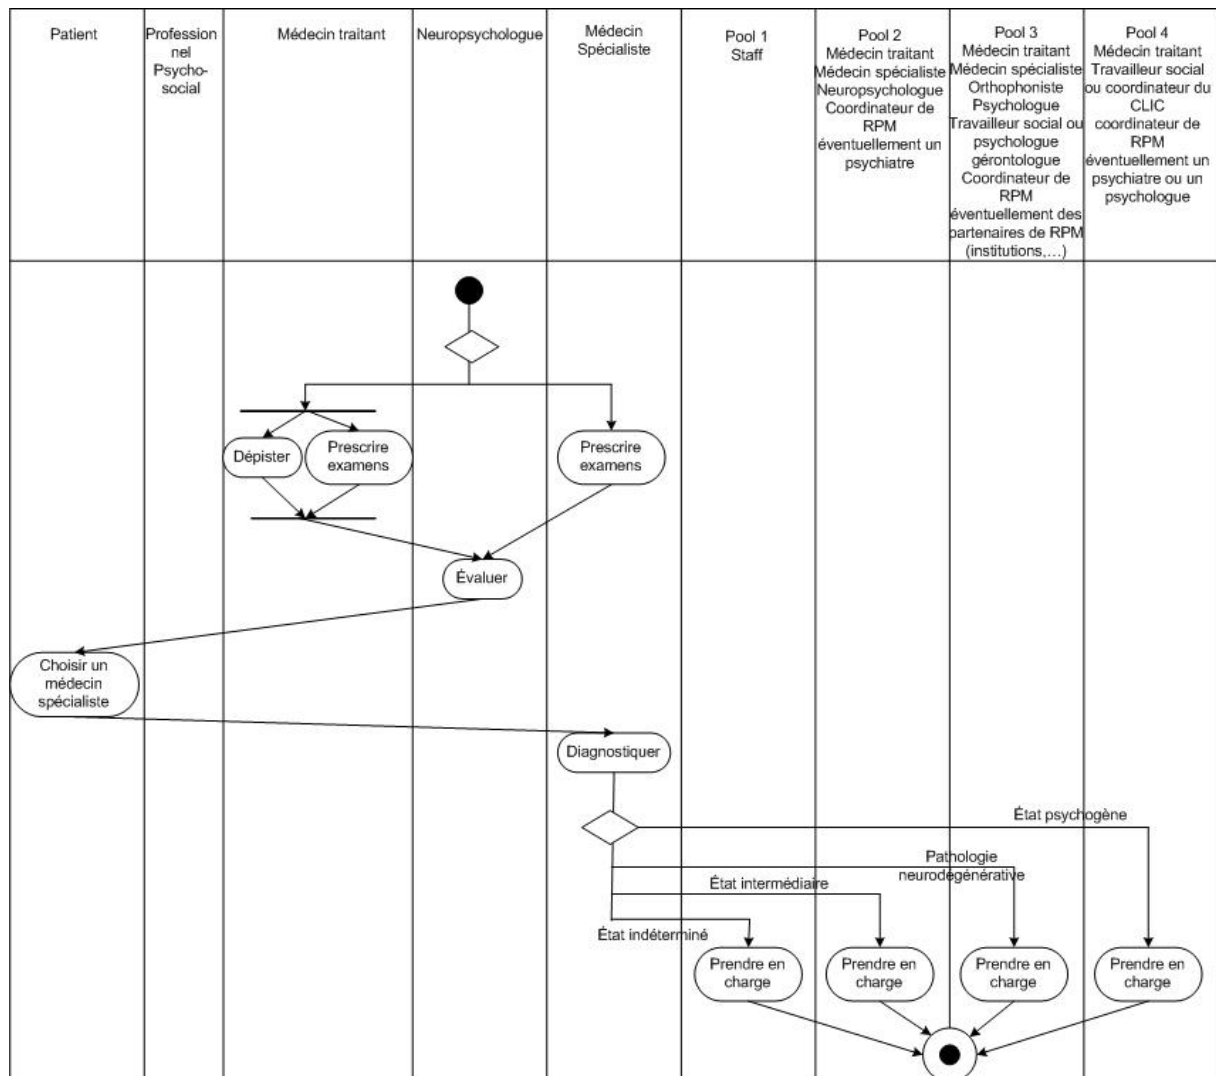 Patient
Profession
nel
Psycho-
social
Médecin traitant
Neuropsychologue
Médecin
Spécialiste
Pool 1
Staff
Pool 2
Médecin traitant
Médecin spécialiste
Neuropsychologue
Coordinateur de
RPM
éventuellement un
psychiatre
Pool 3
Médecin traitant
Médecin spécialiste
Orthophoniste
Psychologue
Travailleur social ou
psychologue
gérontologue
Coordinateur de
RPM
éventuellement des
partenaires de RPM
(institutions,…)
Pool 4
Médecin traitant
Travailleur social
ou coordinateur du
CLIC
coordinateur de
RPM
éventuellement un
psychiatre ou un
psychologue
Dépister
Prescrire
examens
Prescrire
examens
Évaluer
Choisir un
médecin
spécialiste
Diagnostiquer
État psychogène
Pathologie
neurodégénérative
État intermédiaire
État indéterminé
Prendre en
charge
Prendre en
charge
Prendre en
charge
Prendre en
charge